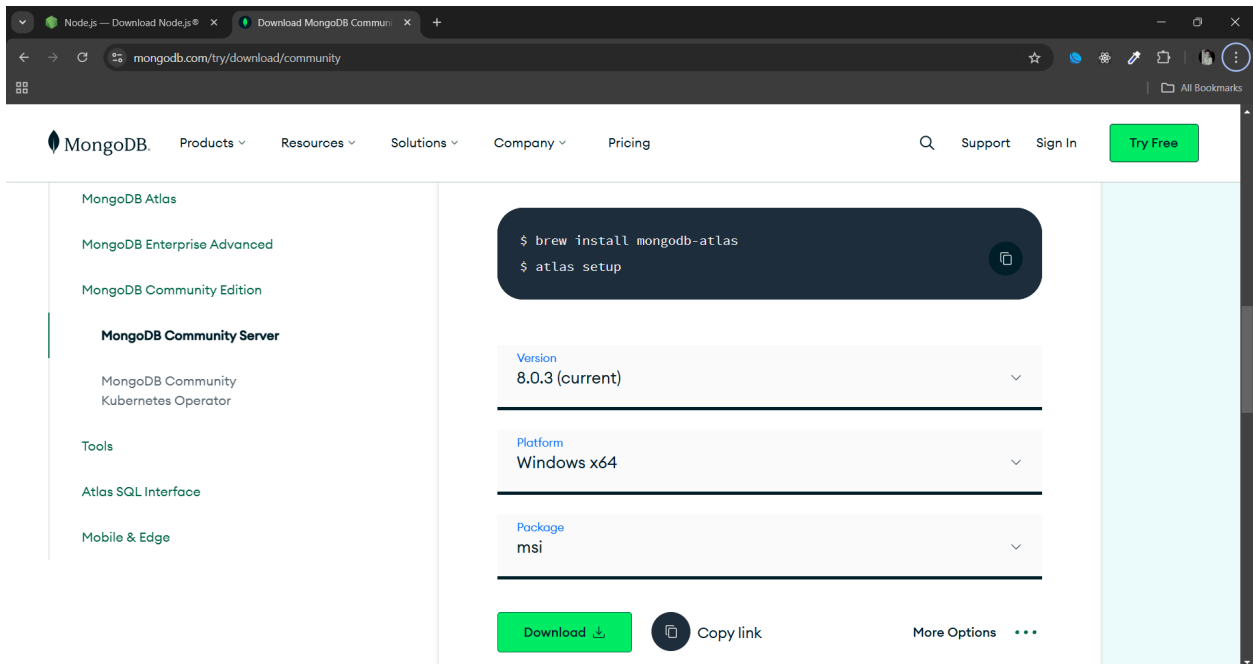 Node.js — Download Node.js®
Download MongoDB Communi
mongodb.com/try/download/community
All Bookmarks
MongoDB.
Products
Resources
Solutions
Company
Pricing
Support
Sign In
Try Free
MongoDB Atlas
MongoDB Enterprise Advanced
MongoDB Community Edition
MongoDB Community Server
MongoDB Community
Kubernetes Operator
Tools
Atlas SQL Interface
Mobile & Edge
$ brew install mongodb-atlas
$ atlas setup
Version
8.0.3 (current)
Platform
Windows x64
Package
msi
Download
Copy link
More Options